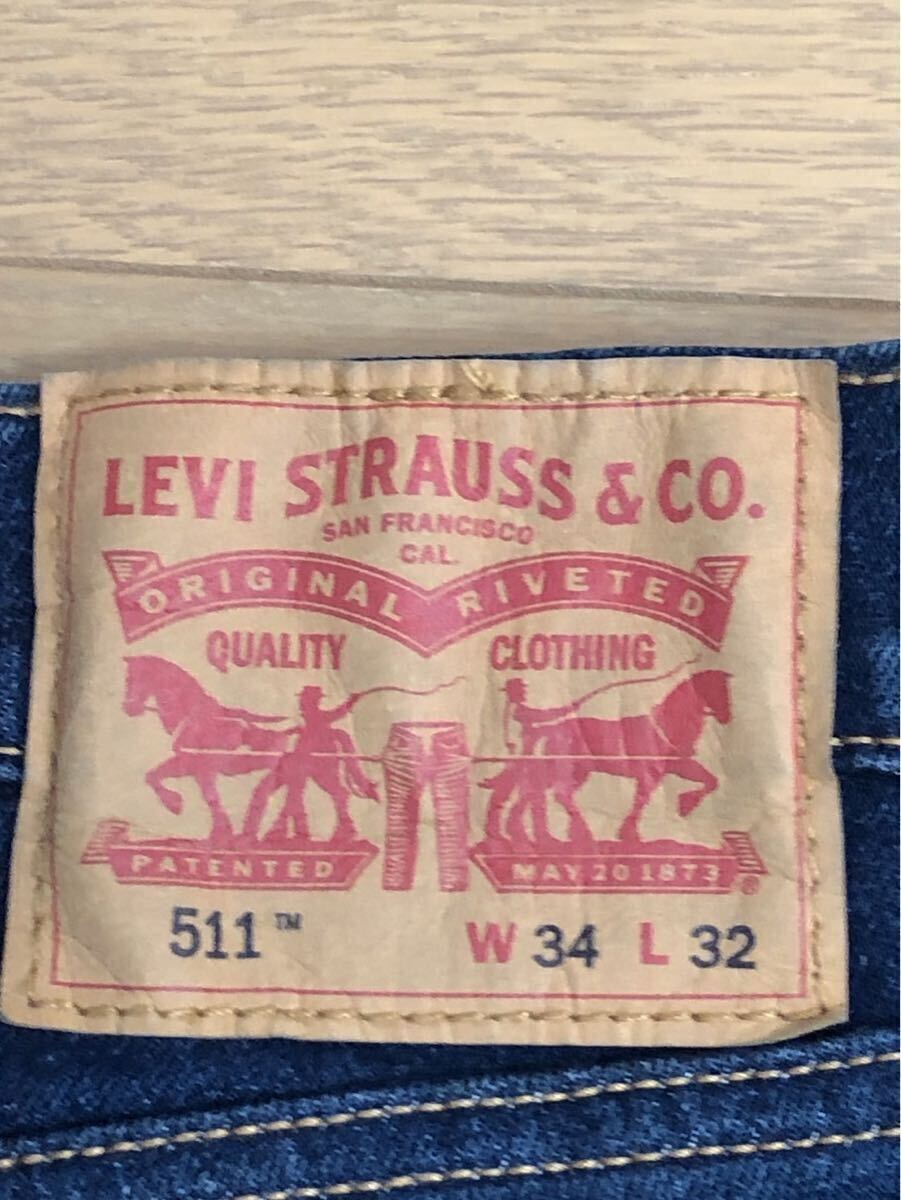 LEVI STRAUSS & CO.
SAN FRANCISCO
CAL.
ORIGINAL RIVETED
QUALITY CLOTHING
PATENTED MAY 20 1873 ®
511™ W 34 L 32